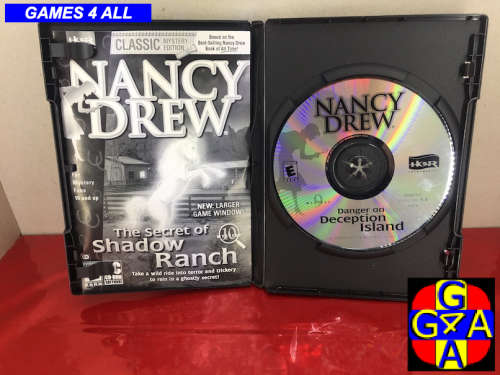 GAMES 4 ALL
CLASSIC MYSTERY EDITION
Based on the
Best-Selling Nancy Drew
Book of All Time!
NANCY
DREW
NEW: LARGER
GAME WINDOW
The Secret of
Shadow
Ranch
Take a wild ride into terror and trickery
to rein in a ghostly secret!
NANCY
DREW
E
Danger on
Deception
Island
G
G4A
A